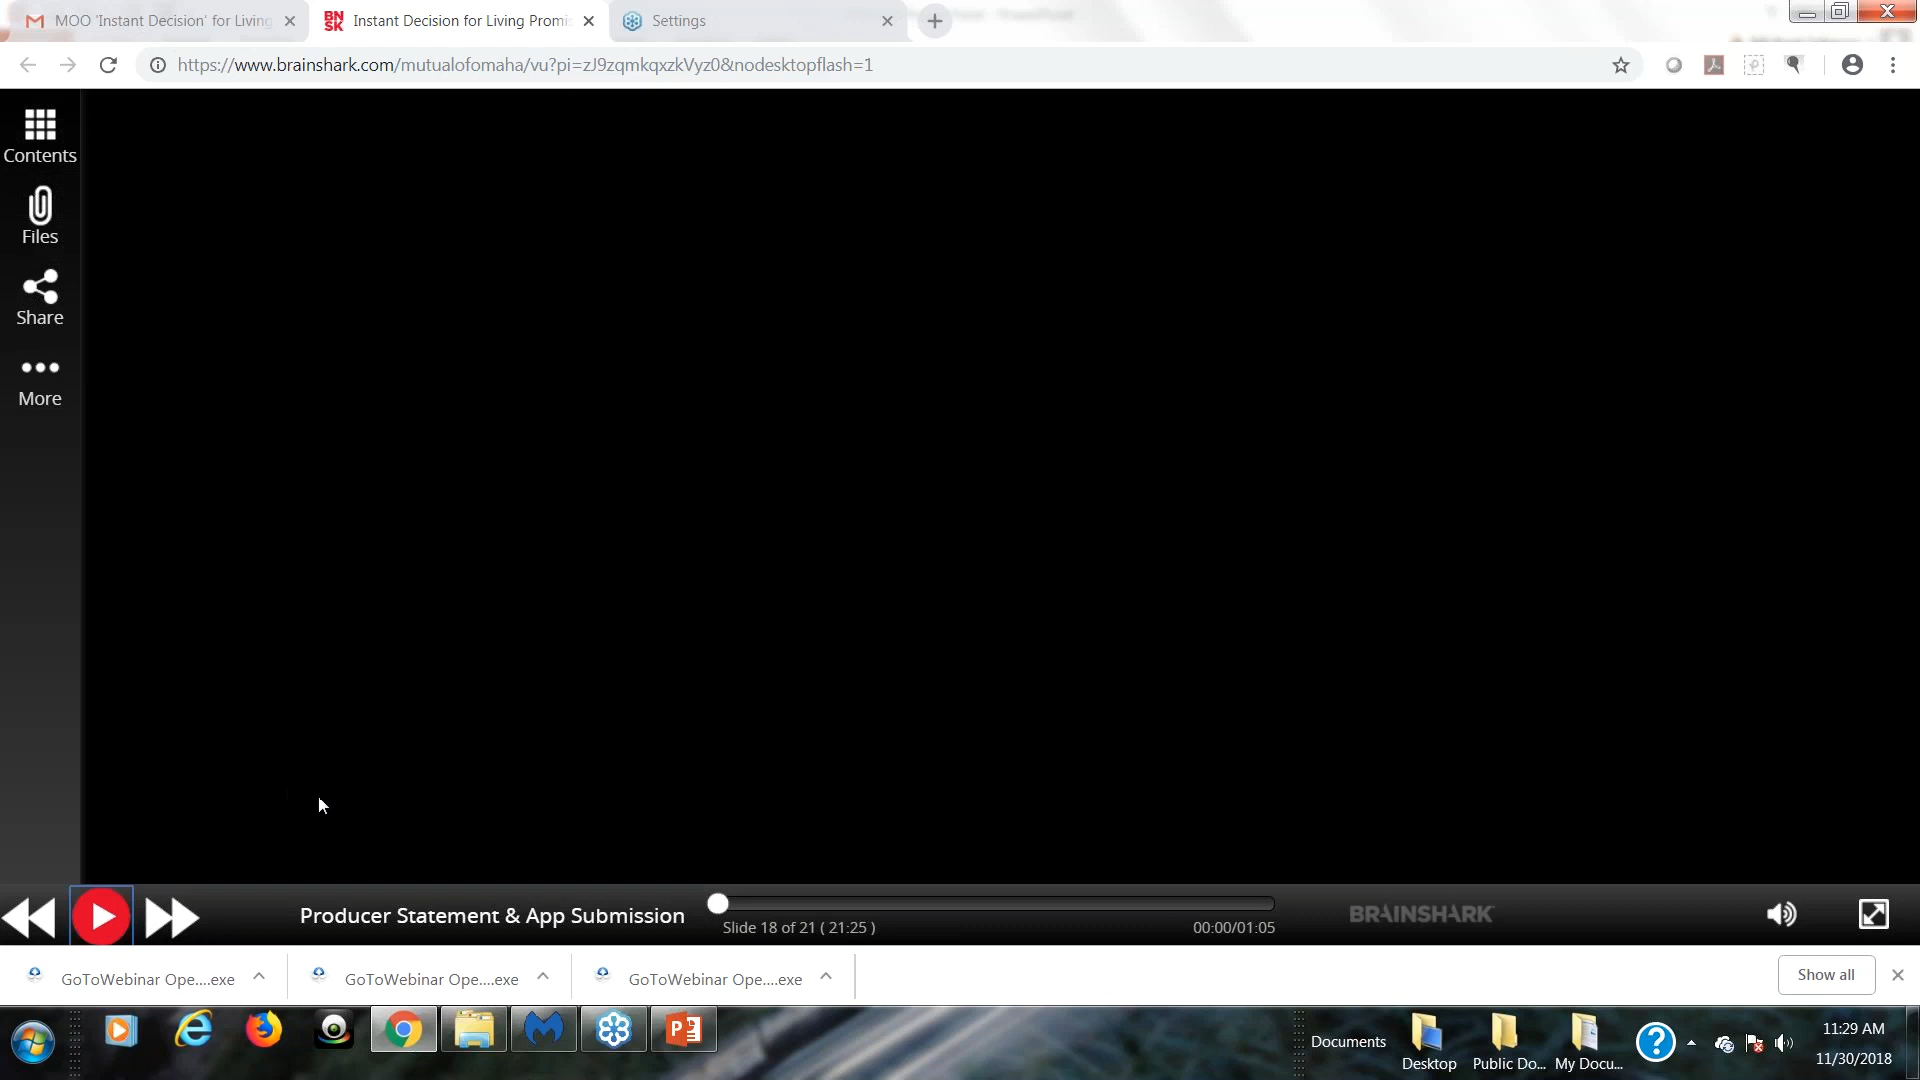 MOO 'Instant Decision' for Living
BN SK
Instant Decision for Living Promi
Settings
https://www.brainshark.com/mutualofomaha/vu?pi=zJ9zqmkqxzkVyz0&nodesktopflash=1
Contents
Files
Share
More
Producer Statement & App Submission
Slide 18 of 21 ( 21:25 )
00:00/01:05
BRAINSHARK
GoToWebinar Ope....exe
GoToWebinar Ope....exe
GoToWebinar Ope....exe
Show all
Documents
Desktop
Public Do...
My Docu...
11:29 AM
11/30/2018